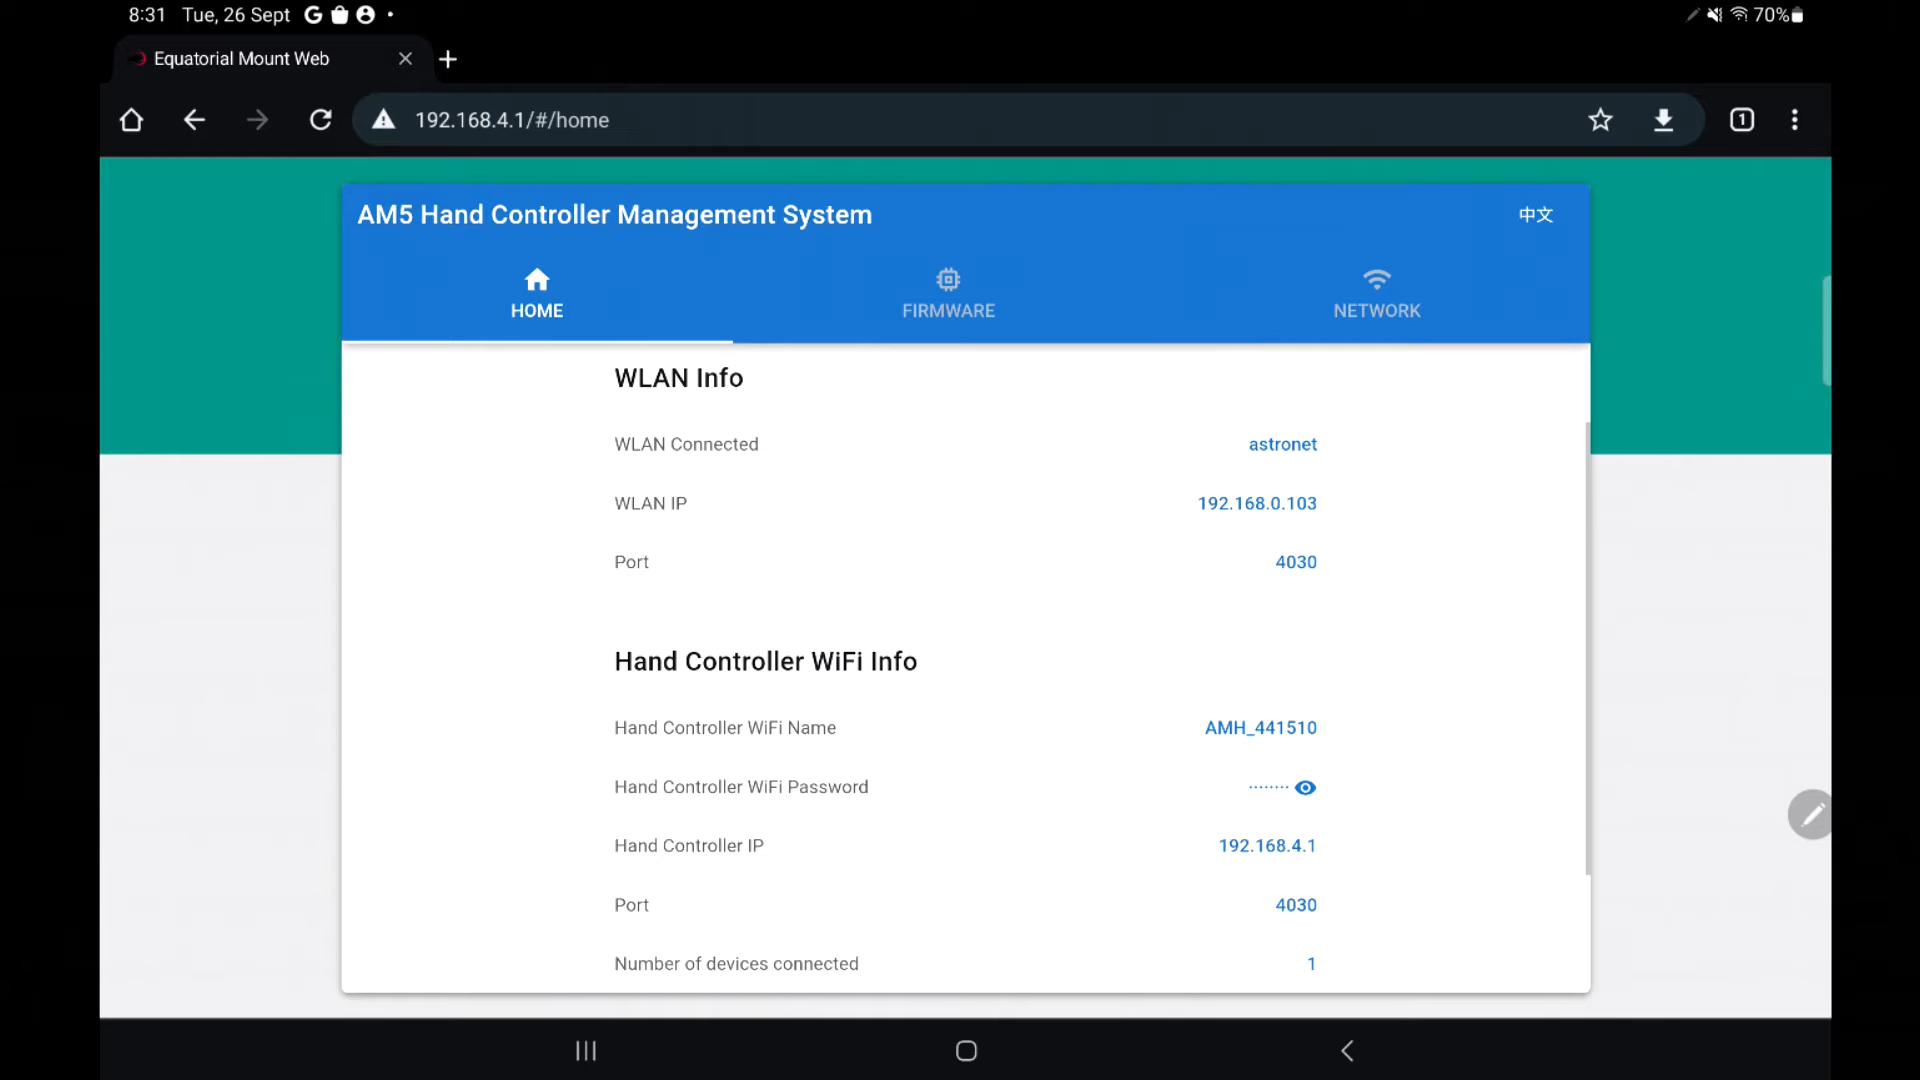 8:31 Tue, 26 Sept G 70%
Equatorial Mount Web
192.168.4.1/#/home
1
AM5 Hand Controller Management System
中文
HOME
FIRMWARE
NETWORK
WLAN Info
WLAN Connected astronet
WLAN IP 192.168.0.103
Port 4030
Hand Controller WiFi Info
Hand Controller WiFi Name AMH_441510
Hand Controller WiFi Password ········
Hand Controller IP 192.168.4.1
Port 4030
Number of devices connected 1